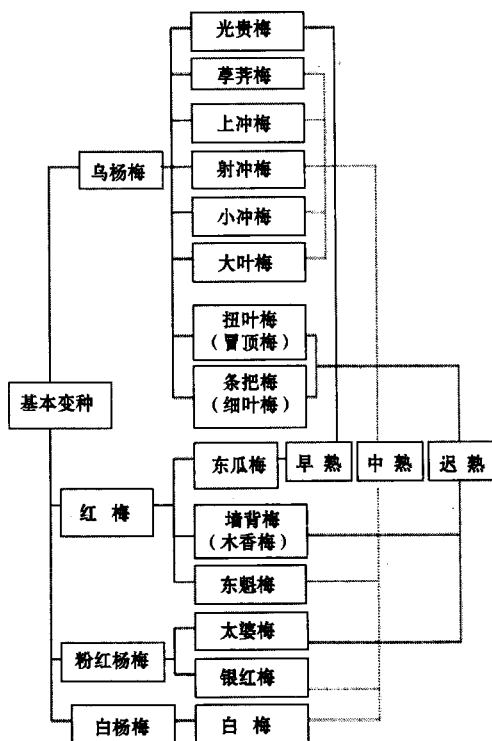 光贵梅
荸荠梅
上冲梅
乌杨梅
射冲梅
小冲梅
大叶梅
扭叶梅
（冒顶梅）
条把梅
（细叶梅）
基本变种
东瓜梅
早 熟
中 熟
迟 熟
红 梅
墙背梅
（木香梅）
东魁梅
太婆梅
粉红杨梅
银红梅
白杨梅
白 梅